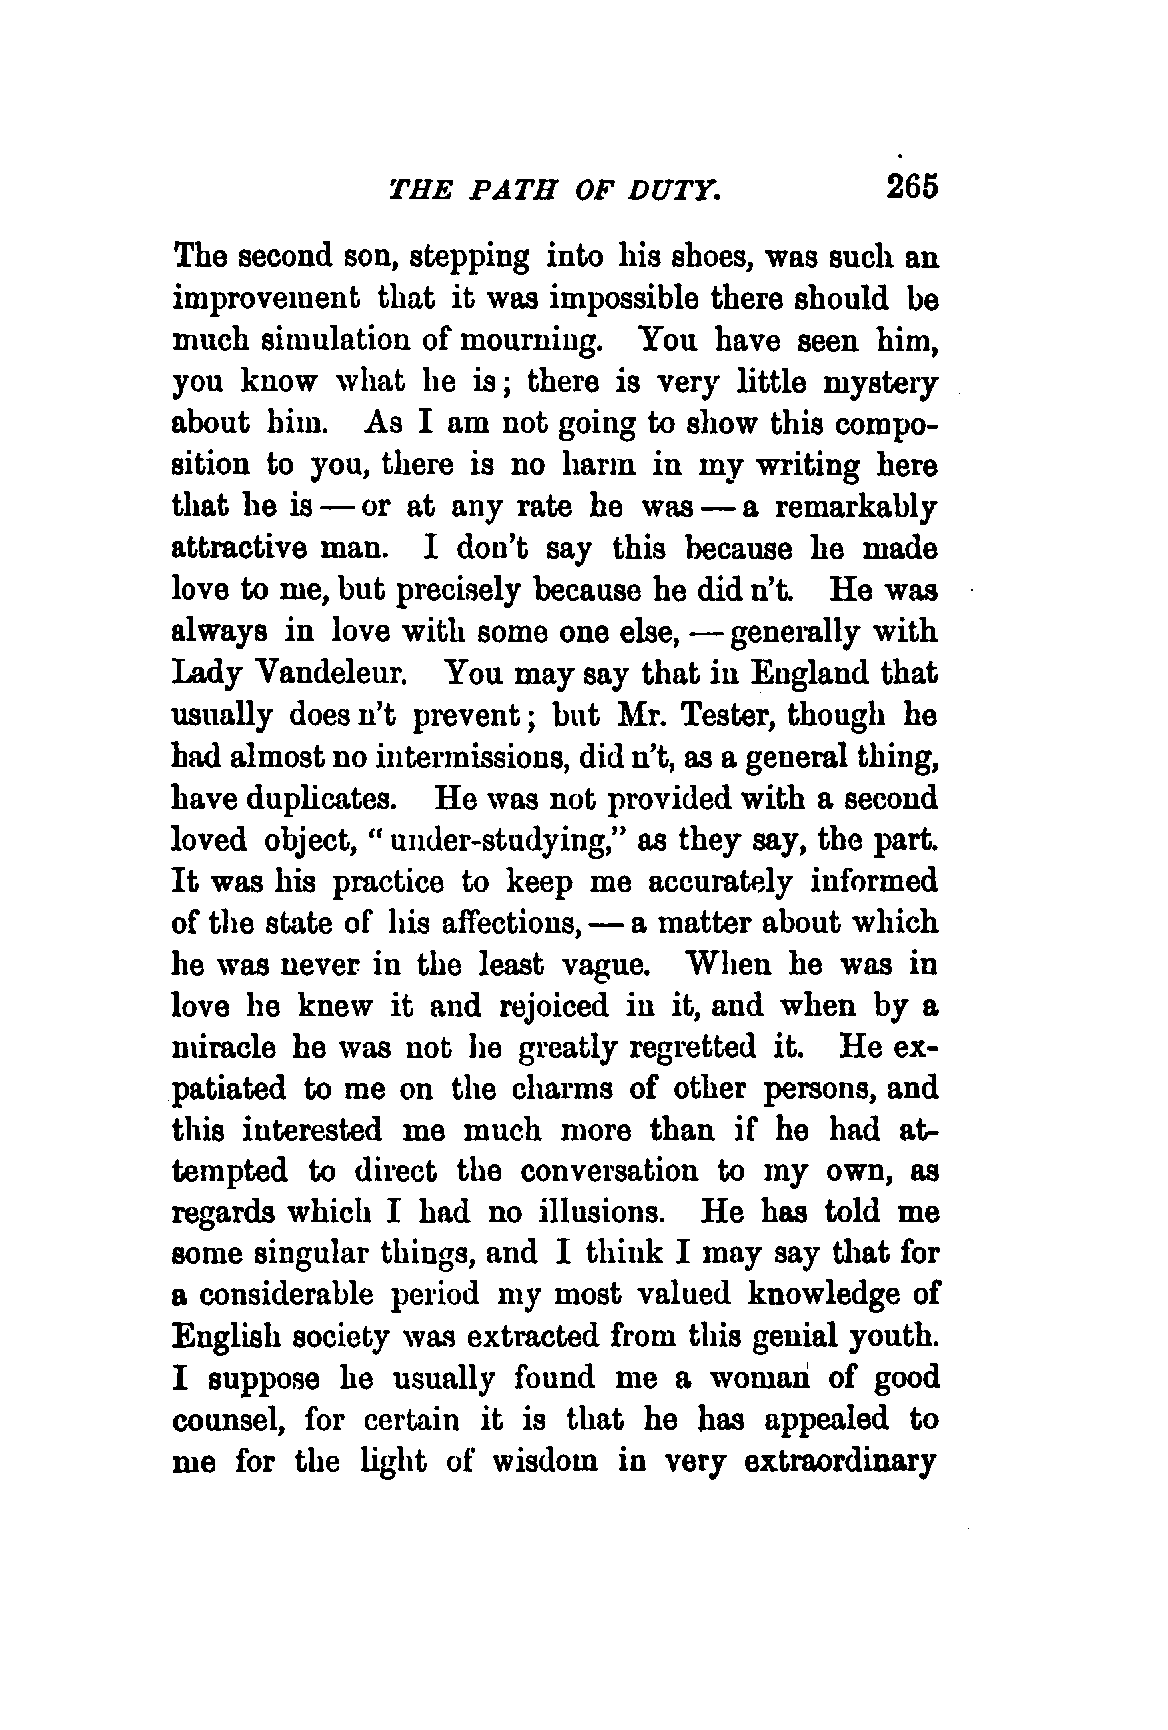 THE PATH OF DUTY. 265
The second son, stepping into his shoes, was such an
improvement that it was impossible there should be
much simulation of mourning. You have seen him,
you know what he is; there is very little mystery
about him. As I am not going to show this compo-
sition to you, there is no harm in my writing here
that he is — or at any rate he was — a remarkably
attractive man. I don't say this because he made
love to me, but precisely because he did n't. He was
always in love with some one else, — generally with
Lady Vandeleur. You may say that in England that
usually does n't prevent; but Mr. Tester, though he
had almost no intermissions, did n't, as a general thing,
have duplicates. He was not provided with a second
loved object, “under-studying,” as they say, the part.
It was his practice to keep me accurately informed
of the state of his affections, — a matter about which
he was never in the least vague. When he was in
love he knew it and rejoiced in it, and when by a
miracle he was not he greatly regretted it. He ex-
patiated to me on the charms of other persons, and
this interested me much more than if he had at-
tempted to direct the conversation to my own, as
regards which I had no illusions. He has told me
some singular things, and I think I may say that for
a considerable period my most valued knowledge of
English society was extracted from this genial youth.
I suppose he usually found me a woman of good
counsel, for certain it is that he has appealed to
me for the light of wisdom in very extraordinary